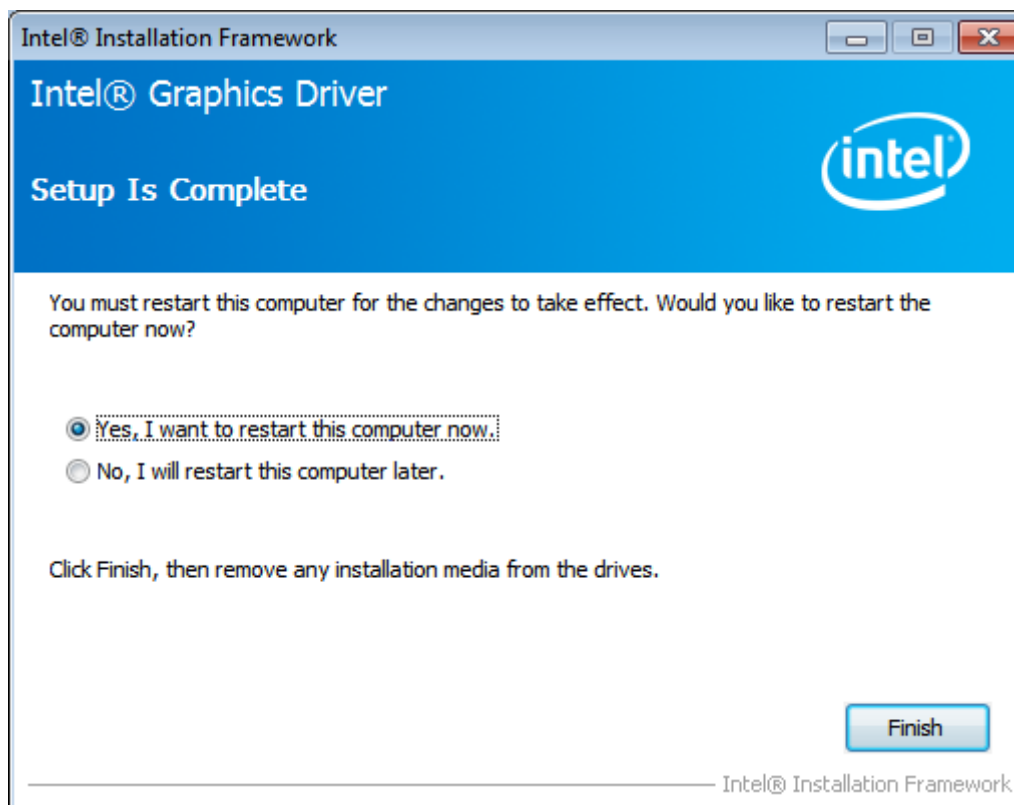 Intel® Installation Framework
Intel® Graphics Driver
intel
Setup Is Complete
You must restart this computer for the changes to take effect. Would you like to restart the
computer now?
Yes, I want to restart this computer now.
No, I will restart this computer later.
Click Finish, then remove any installation media from the drives.
Finish
Intel® Installation Framework